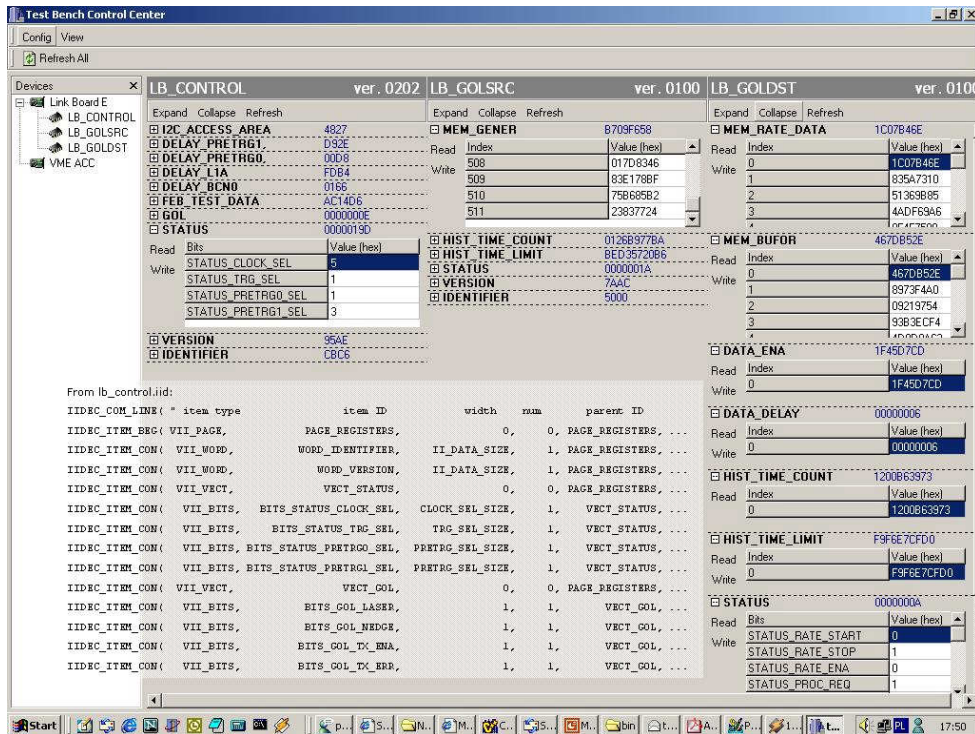 Test Bench Control Center
Config View
Refresh All
Devices
Link Board E
LB_CONTROL
LB_GOLSRC
LB_GOLDST
VME ACC
LB_CONTROL ver. 0202
Expand Collapse Refresh
I2C_ACCESS_AREA 4827
DELAY_PRETRG1, D92E
DELAY_PRETRG0, 00D8
DELAY_L1A FDB4
DELAY_BCN0 0166
FEB_TEST_DATA AC14D6
GOL 0000000E
STATUS 0000019D
Read Bits Value (hex)
Write STATUS_CLOCK_SEL 5
STATUS_TRG_SEL 1
STATUS_PRETRG0_SEL 1
STATUS_PRETRG1_SEL 3
VERSION 95AE
IDENTIFIER CBC6
LB_GOLSRC ver. 0100
Expand Collapse Refresh
MEM_GENER B709F658
Read Index Value (hex)
Write 508 017D8346
509 83E178BF
510 75B685B2
511 23837724
HIST_TIME_COUNT 0126B977BA
HIST_TIME_LIMIT BED35720B6
STATUS 0000001A
VERSION 7AAC
IDENTIFIER 5000
LB_GOLDST ver. 010
Expand Collapse Refresh
MEM_RATE_DATA 1C07B46E
Read Index Value (hex)
Write 0 1C07B46E
1 835A7310
2 51369B85
3 4ADF69A6
MEM_BUFOR 467DB52E
Read Index Value (hex)
Write 0 467DB52E
1 8973F4A0
2 09219754
3 93B3ECF4
DATA_ENA 1F45D7CD
Read Index Value (hex)
Write 0 1F45D7CD
DATA_DELAY 00000006
Read Index Value (hex)
Write 0 00000006
HIST_TIME_COUNT 1200B63973
Read Index Value (hex)
0 1200B63973
HIST_TIME_LIMIT F9F6E7CFD0
Read Index Value (hex)
Write 0 F9F6E7CFD0
STATUS 0000000A
Read Bits Value (hex)
Write STATUS_RATE_START 0
STATUS_RATE_STOP 1
STATUS_RATE_ENA 0
STATUS_PROC_REQ 1
From lb_control.iid:
IIDEC_COM_LINE( " item type item ID width num parent ID
IIDEC_ITEM_BEG( VII_PAGE, PAGE_REGISTERS, 0, 0, PAGE_REGISTERS, ...
IIDEC_ITEM_CON( VII_WORD, WORD_IDENTIFIER, II_DATA_SIZE, 1, PAGE_REGISTERS, ...
IIDEC_ITEM_CON( VII_WORD, WORD_VERSION, II_DATA_SIZE, 1, PAGE_REGISTERS, ...
IIDEC_ITEM_CON( VII_VECT, VECT_STATUS, 0, 0, PAGE_REGISTERS, ...
IIDEC_ITEM_CON( VII_BITS, BITS_STATUS_CLOCK_SEL, CLOCK_SEL_SIZE, 1, VECT_STATUS, ...
IIDEC_ITEM_CON( VII_BITS, BITS_STATUS_TRG_SEL, TRG_SEL_SIZE, 1, VECT_STATUS, ...
IIDEC_ITEM_CON( VII_BITS, BITS_STATUS_PRETRG0_SEL, PRETRG_SEL_SIZE, 1, VECT_STATUS, ...
IIDEC_ITEM_CON( VII_BITS, BITS_STATUS_PRETRG1_SEL, PRETRG_SEL_SIZE, 1, VECT_STATUS, ...
IIDEC_ITEM_CON( VII_VECT, VECT_GOL, 0, 0, PAGE_REGISTERS, ...
IIDEC_ITEM_CON( VII_BITS, BITS_GOL_LASER, 1, 1, VECT_GOL, ...
IIDEC_ITEM_CON( VII_BITS, BITS_GOL_NEDGE, 1, 1, VECT_GOL, ...
IIDEC_ITEM_CON( VII_BITS, BITS_GOL_TX_ENA, 1, 1, VECT_GOL, ...
IIDEC_ITEM_CON( VII_BITS, BITS_GOL_TX_ERR, 1, 1, VECT_GOL, ...
Start p... S... N... M... C... S... M... bin t... A... P... 1... t... PL 17:50